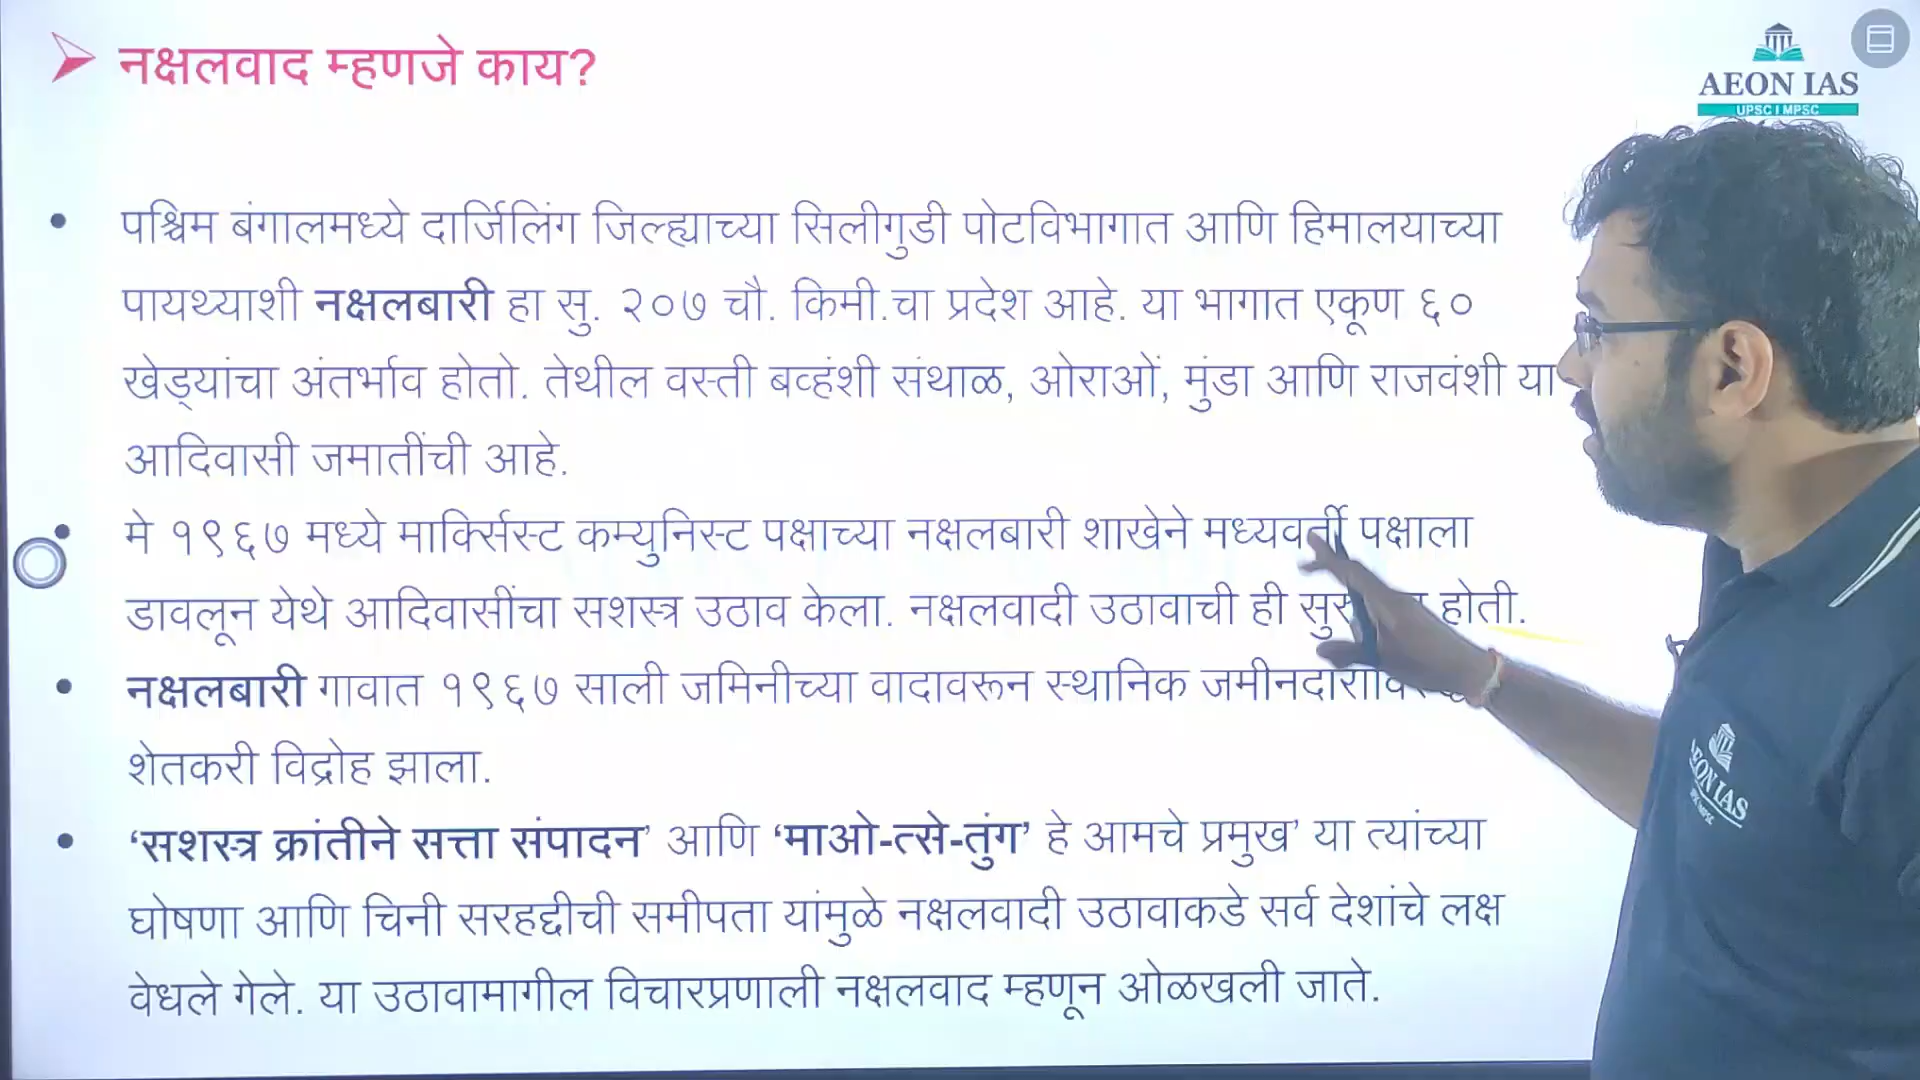 नक्षलवाद म्हणजे काय?
AEON IAS
UPSC I MPSC
• पश्चिम बंगालमध्ये दार्जिलिंग जिल्ह्याच्या सिलीगुडी पोटविभागात आणि हिमालयाच्या
पायथ्याशी नक्षलबारी हा सु. २०७ चौ. किमी.चा प्रदेश आहे. या भागात एकूण ६०
खेड्यांचा अंतर्भाव होतो. तेथील वस्ती बव्हंशी संथाळ, ओराओं, मुंडा आणि राजवंशी या
आदिवासी जमातींची आहे.
• मे १९६७ मध्ये मार्क्सिस्ट कम्युनिस्ट पक्षाच्या नक्षलबारी शाखेने मध्यवर्ती पक्षाला
डावलून येथे आदिवासींचा सशस्त्र उठाव केला. नक्षलवादी उठावाची ही होती.
• नक्षलबारी गावात १९६७ साली जमिनीच्या वादावरून स्थानिक
शेतकरी विद्रोह झाला.
• ‘सशस्त्र क्रांतीने सत्ता संपादन’ आणि ‘माओ-त्से-तुंग’ हे आमचे प्रमुख’ या त्यांच्या
घोषणा आणि चिनी सरहद्दीची समीपता यांमुळे नक्षलवादी उठावाकडे सर्व देशांचे लक्ष
वेधले गेले. या उठावामागील विचारप्रणाली नक्षलवाद म्हणून ओळखली जाते.
EON IAS